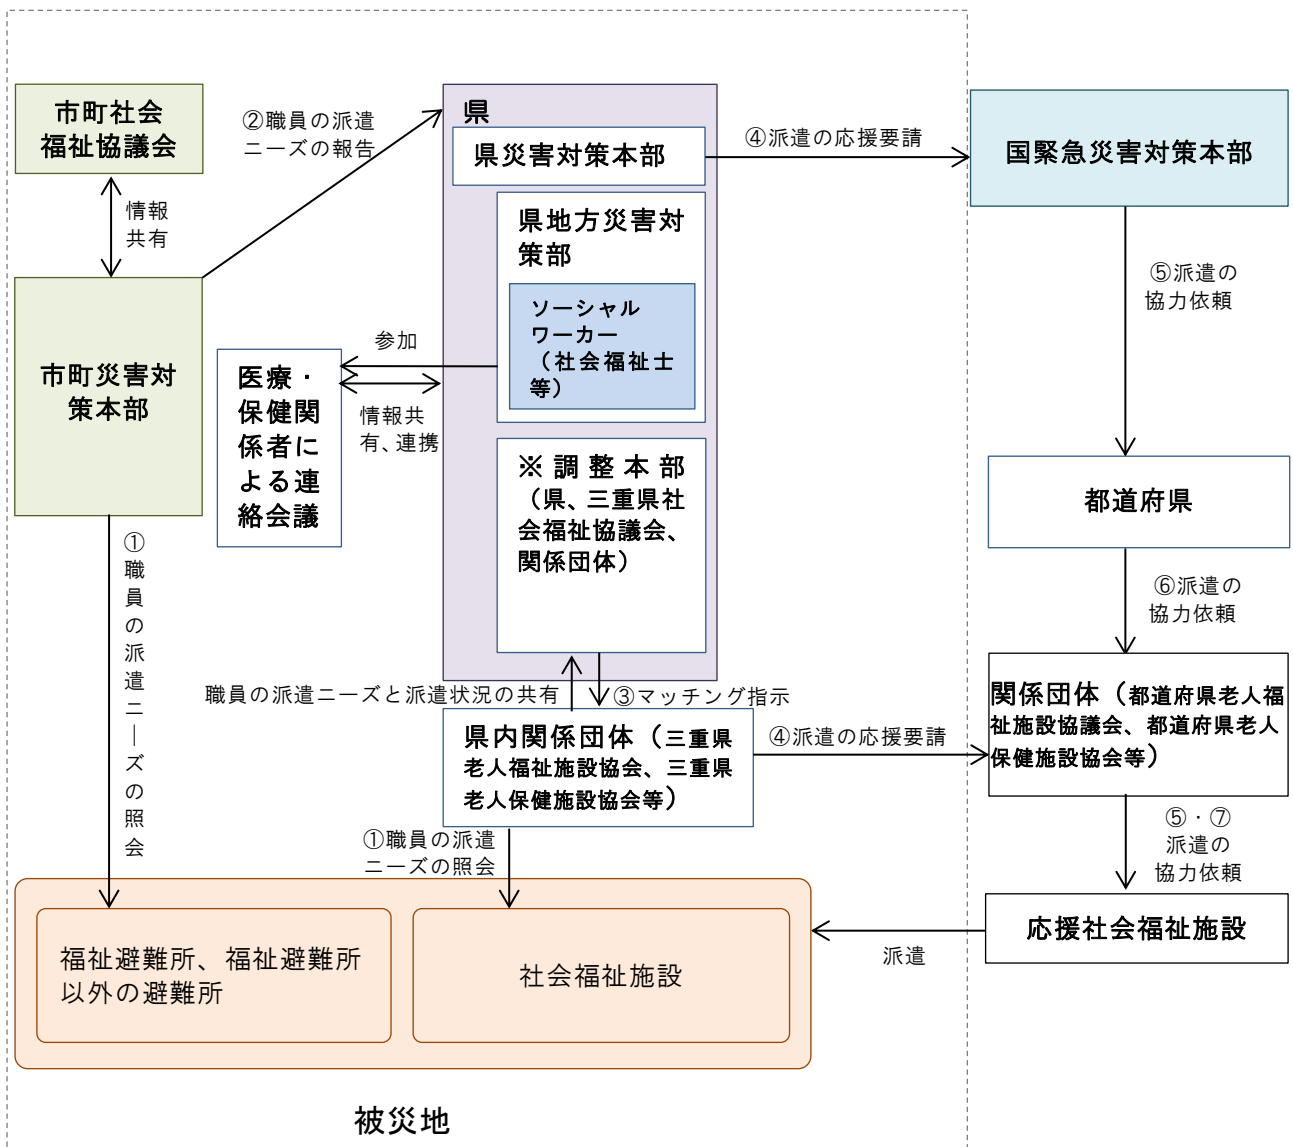 市町社会
福祉協議会
②職員の派遣
ニーズの報告
情報
共有
市町災害対
策本部
県
県災害対策本部
県地方災害対
策部
ソーシャル
ワーカー
（社会福祉士
等）
④派遣の応援要請
国緊急災害対策本部
⑤派遣の
協力依頼
参加
医療・
保健関
係者に
よる連
絡会議
情報共
有、連携
※調整本部
（県、三重県社
会福祉協議会、
関係団体）
都道府県
⑥派遣の
協力依頼
①職員の派遣ニーズの照会
職員の派遣ニーズと派遣状況の共有
③マッチング指示
県内関係団体（三重県
老人福祉施設協会、三重県
老人保健施設協会等）
④派遣の応援要請
関係団体（都道府県老人福
祉施設協議会、都道府県老人
保健施設協会等）
①職員の派遣
ニーズの照会
⑤・⑦
派遣の
協力依頼
福祉避難所、福祉避難所
以外の避難所
社会福祉施設
派遣
応援社会福祉施設
被災地